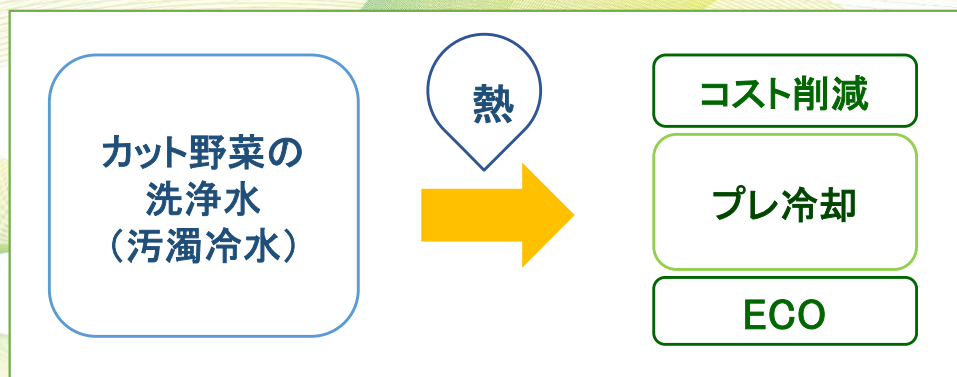 カット野菜の
洗浄水
（汚濁冷水）
熱
コスト削減
プレ冷却
ECO